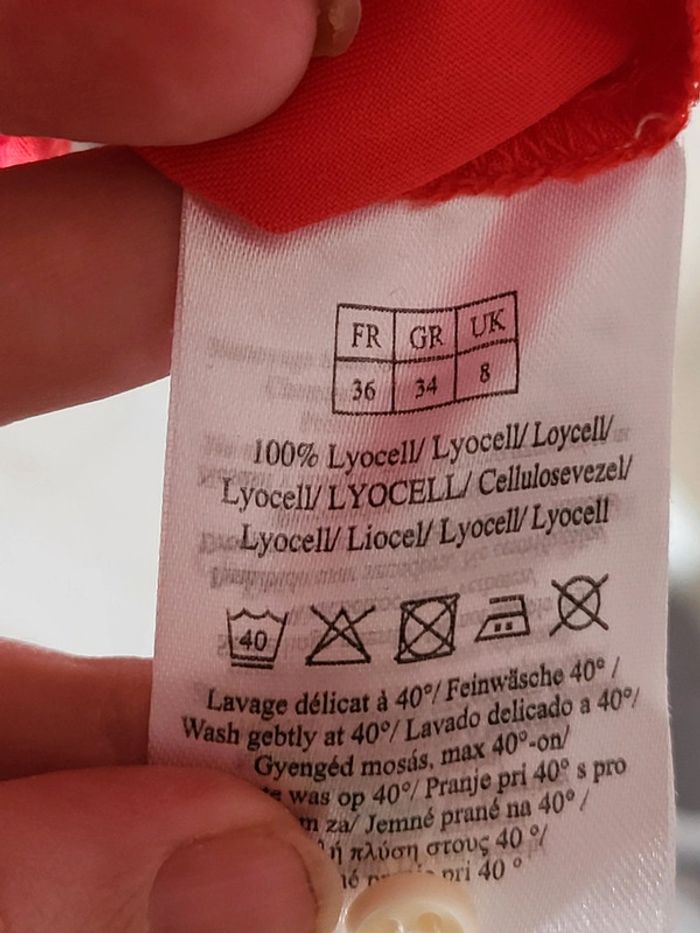 FR GR UK
36 34 8
100% Lyocell/ Lyocell/ Loycell/
Lyocell/ LYOCELL/ Cellulosevezel/
Lyocell/ Liocel/ Lyocell/ Lyocell
40
Lavage délicat à 40°/ Feinwäsche 40° /
Wash gebtly at 40°/ Lavado delicado a 40°/
Gyengéd mosás, max 40°-on/
was op 40°/ Pranje pri 40° s pro
za/ Jemné prané na 40° /
πλύση στους 40 °/
pri 40 °